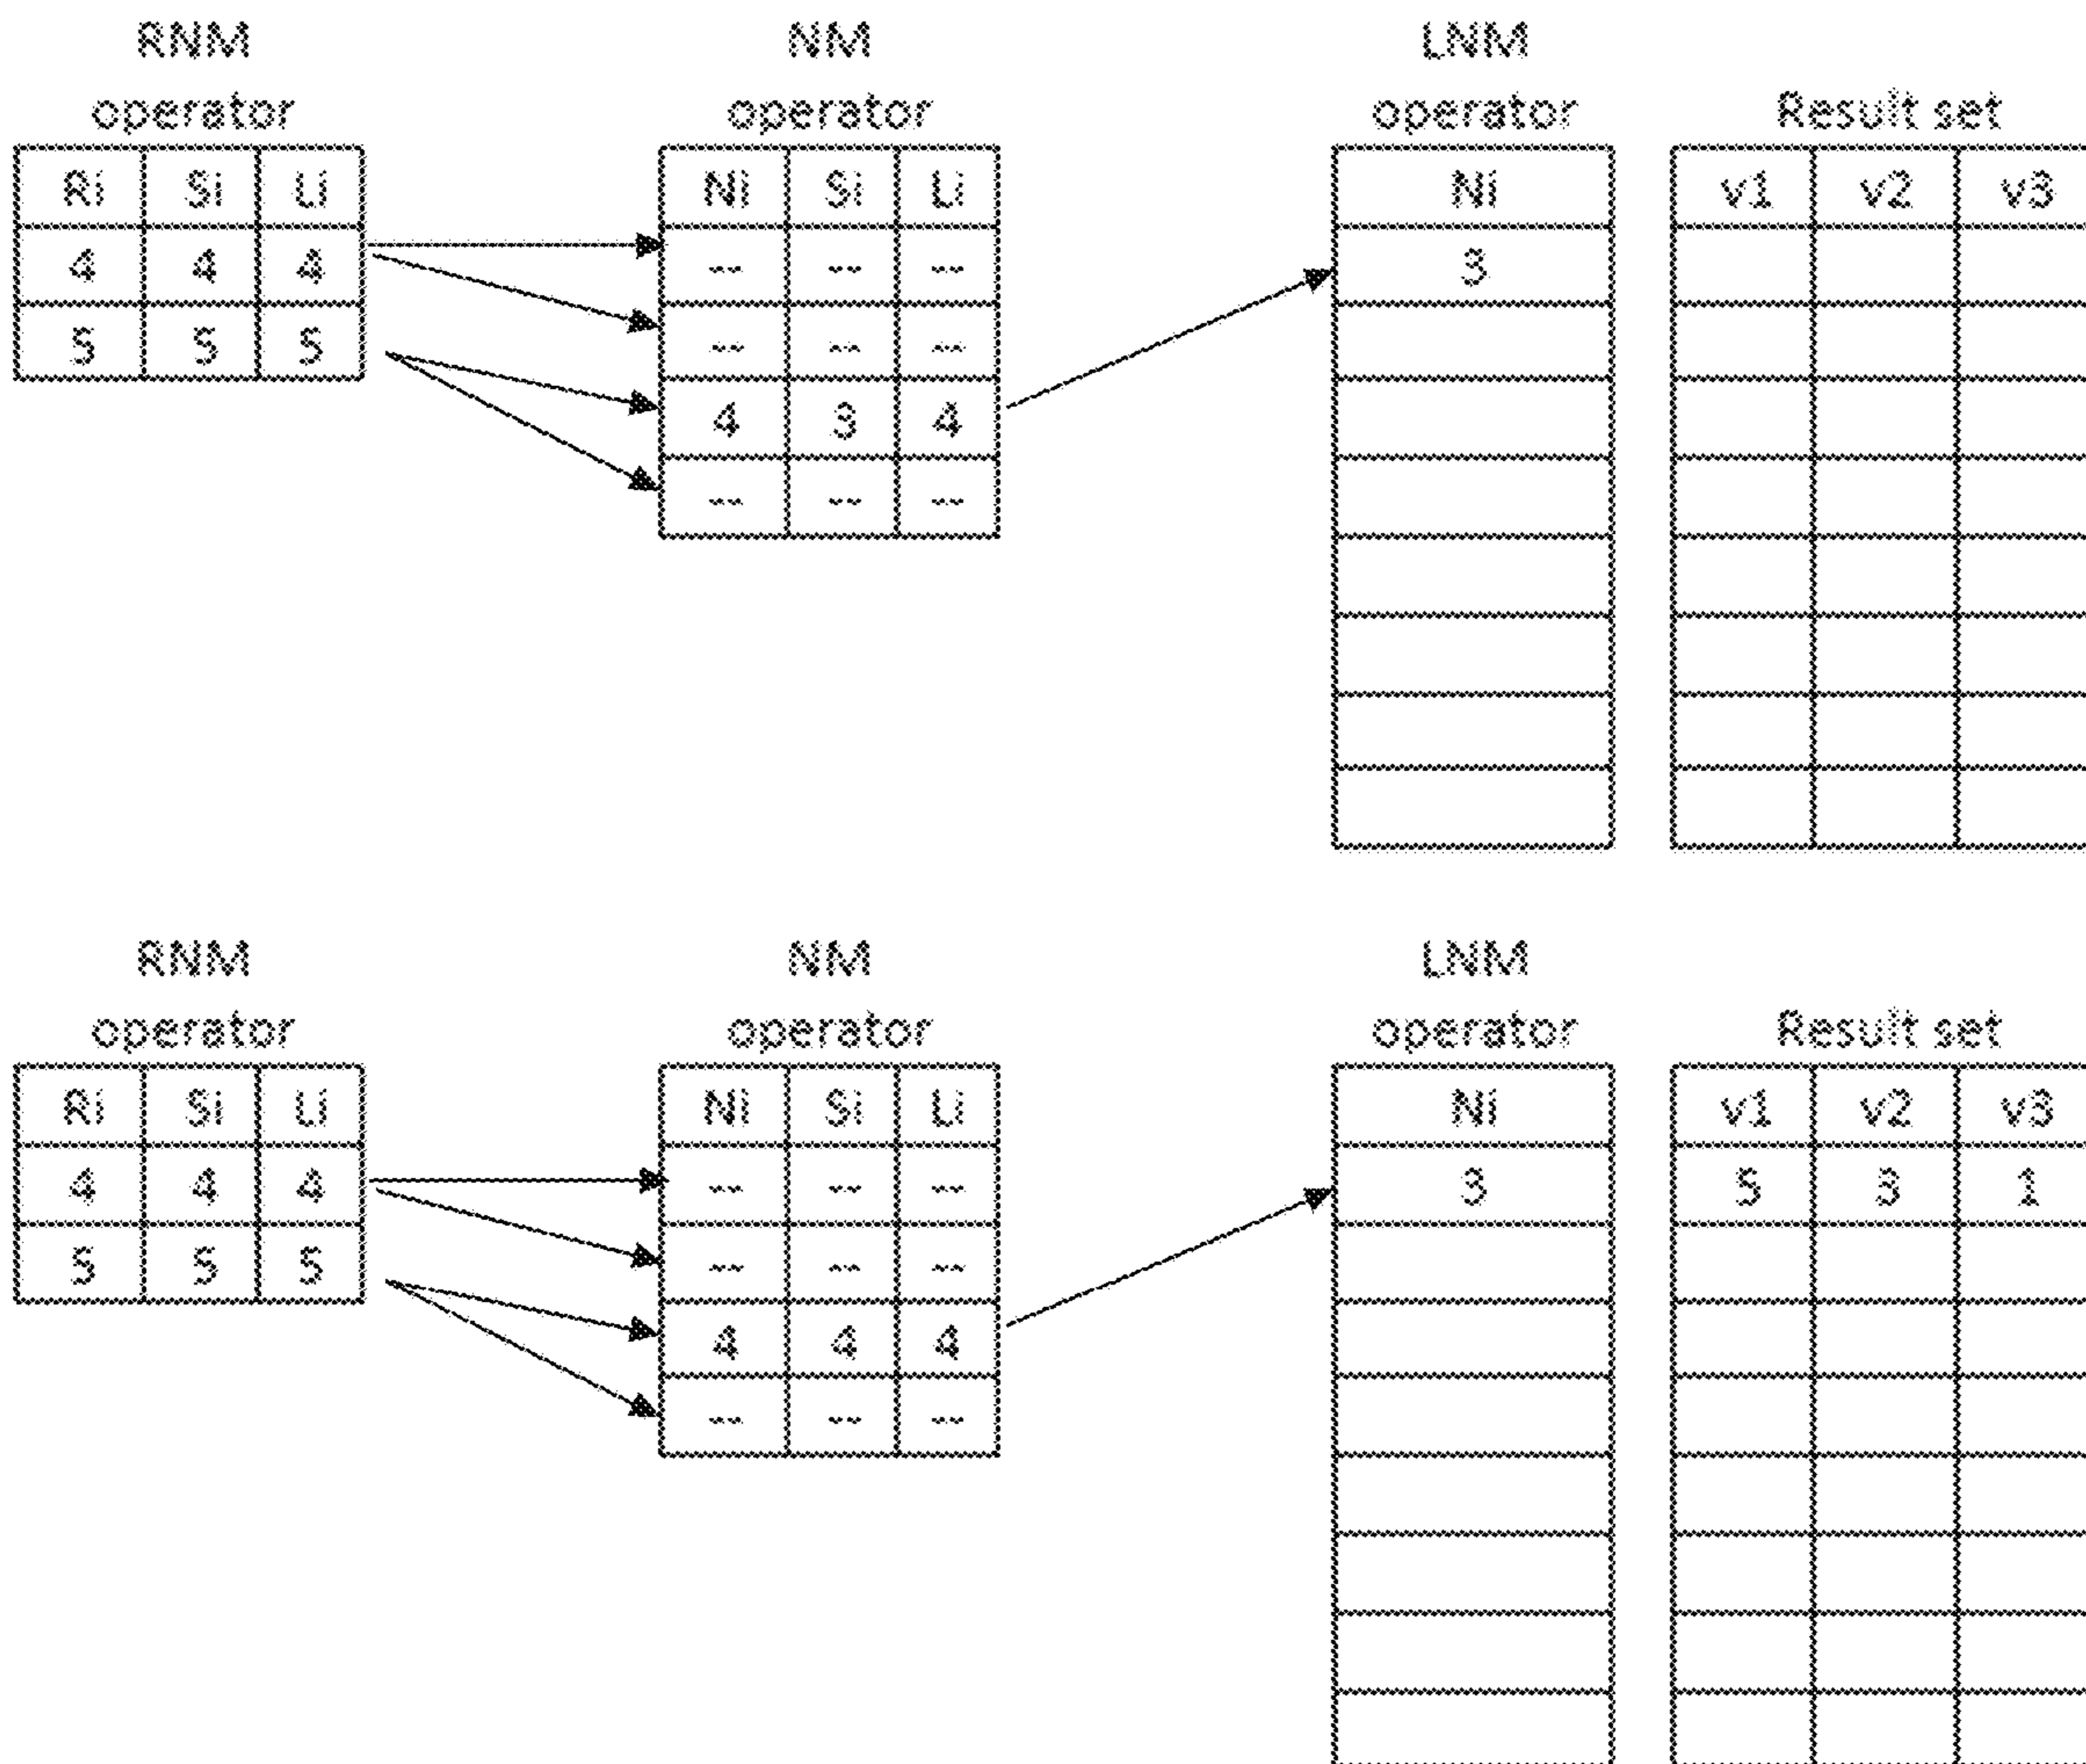 RNM NM LNM
operator operator operator Result set
Ri Si Li Ni Si Li Ni v1 v2 v3
4 4 4 -- -- -- 3
5 5 5 -- -- --
4 3 4
-- -- --
RNM NM LNM
operator operator operator Result set
Ri Si Li Ni Si Li Ni v1 v2 v3
4 4 4 -- -- -- 3 5 3 1
5 5 5 -- -- --
4 4 4
-- -- --